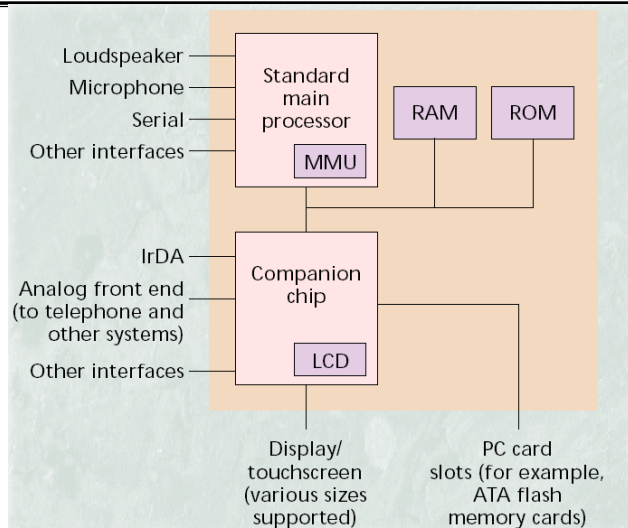 Loudspeaker
Microphone
Serial
Other interfaces
Standard
main
processor
MMU
RAM
ROM
IrDA
Analog front end
(to telephone and
other systems)
Other interfaces
Companion
chip
LCD
Display/
touchscreen
(various sizes
supported)
PC card
slots (for example,
ATA flash
memory cards)